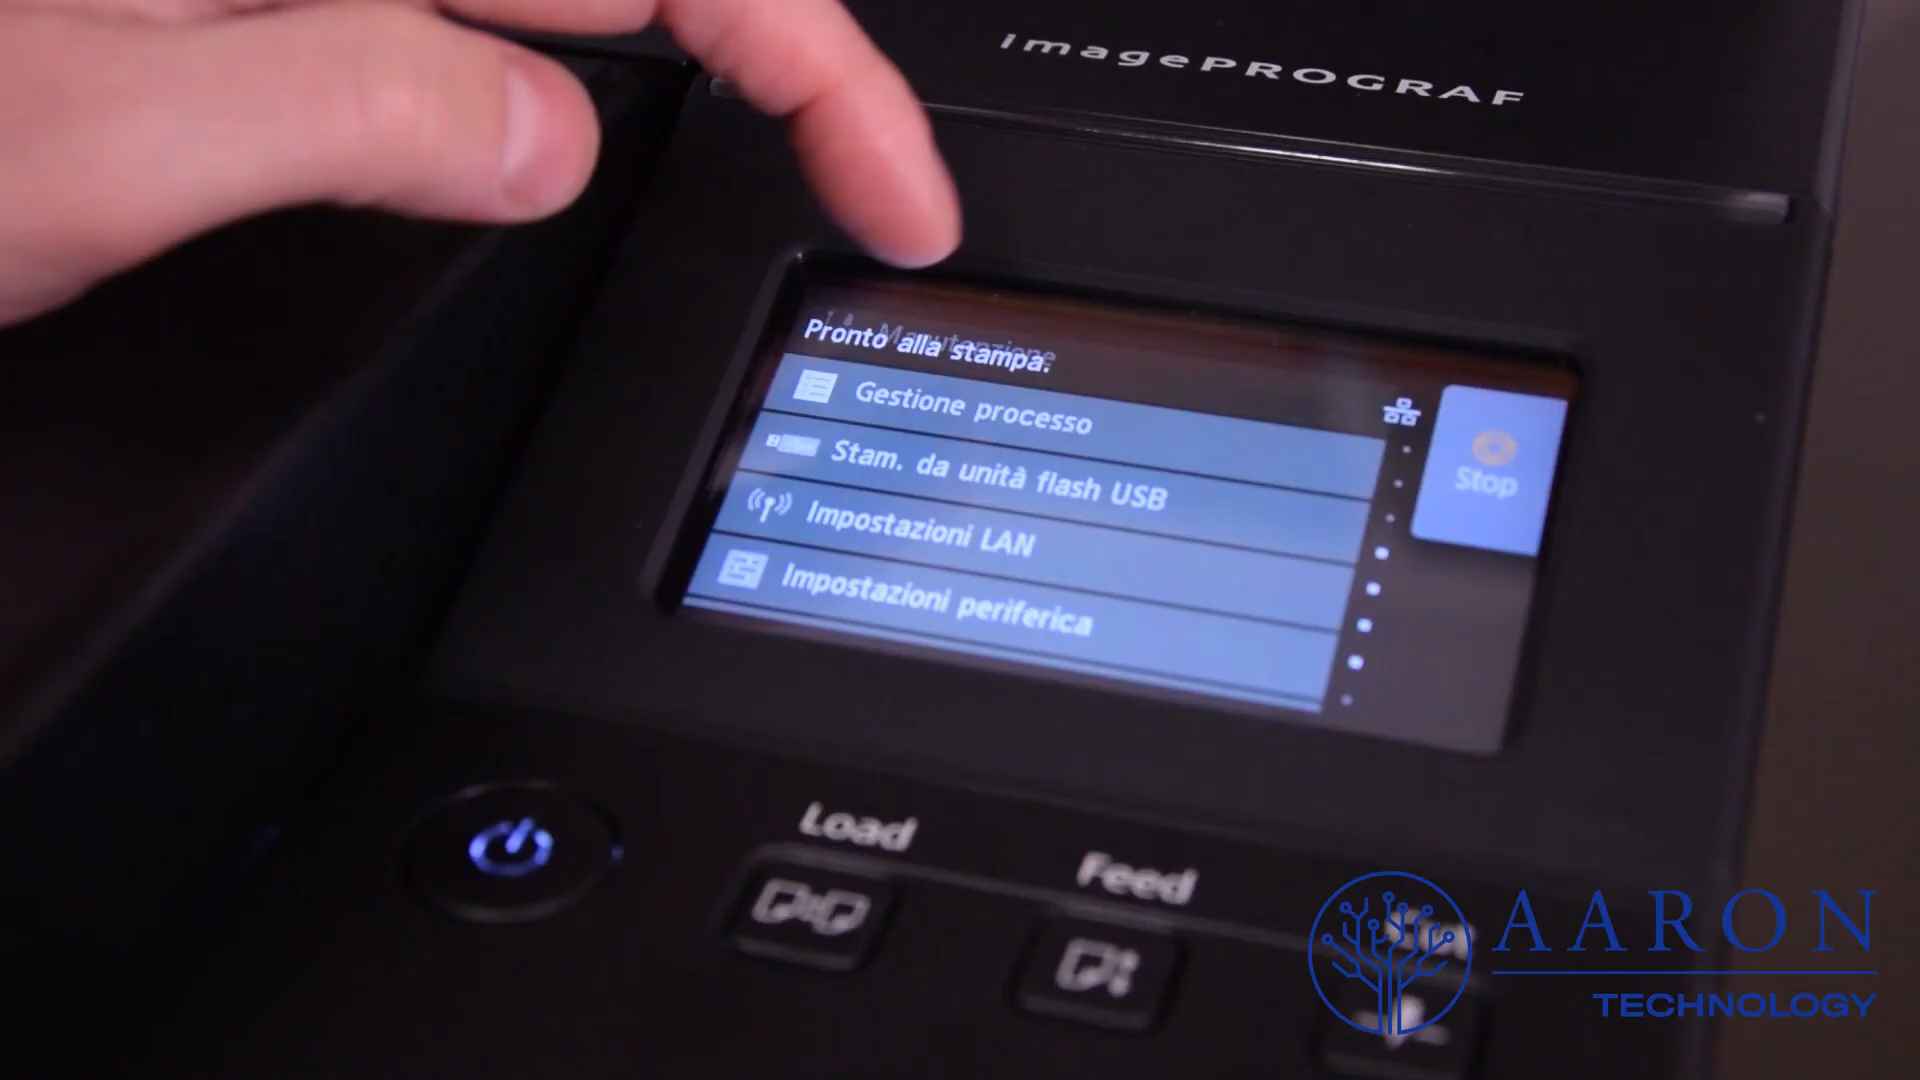 imagePROGRAF
Manutenzione
Pronto alla stampa.
Gestione processo
Stam. da unità flash USB
Impostazioni LAN
Impostazioni periferica
Stop
Load
Feed
AARON
TECHNOLOGY